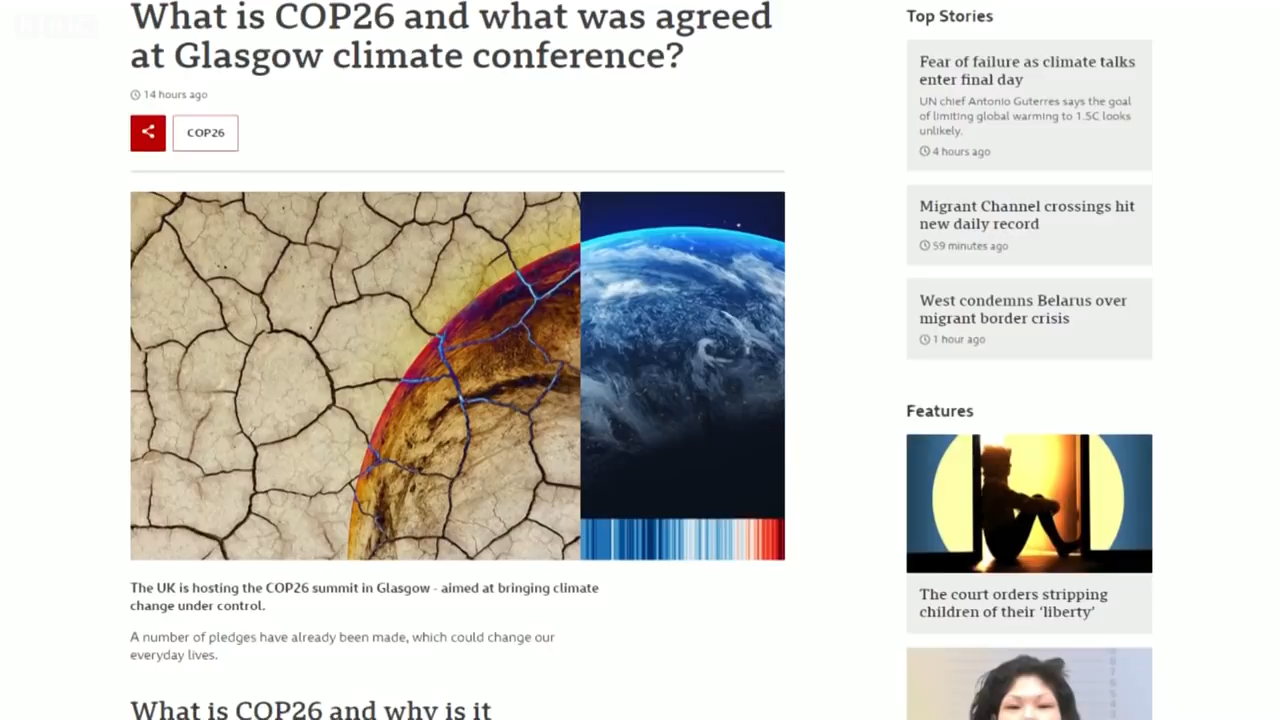 BBC
What is COP26 and what was agreed
at Glasgow climate conference?
14 hours ago
COP26
The UK is hosting the COP26 summit in Glasgow - aimed at bringing climate
change under control.
A number of pledges have already been made, which could change our
everyday lives.
What is COP26 and why is it
Top Stories
Fear of failure as climate talks
enter final day
UN chief Antonio Guterres says the goal
of limiting global warming to 1.5C looks
unlikely.
4 hours ago
Migrant Channel crossings hit
new daily record
59 minutes ago
West condemns Belarus over
migrant border crisis
1 hour ago
Features
The court orders stripping
children of their ‘liberty’